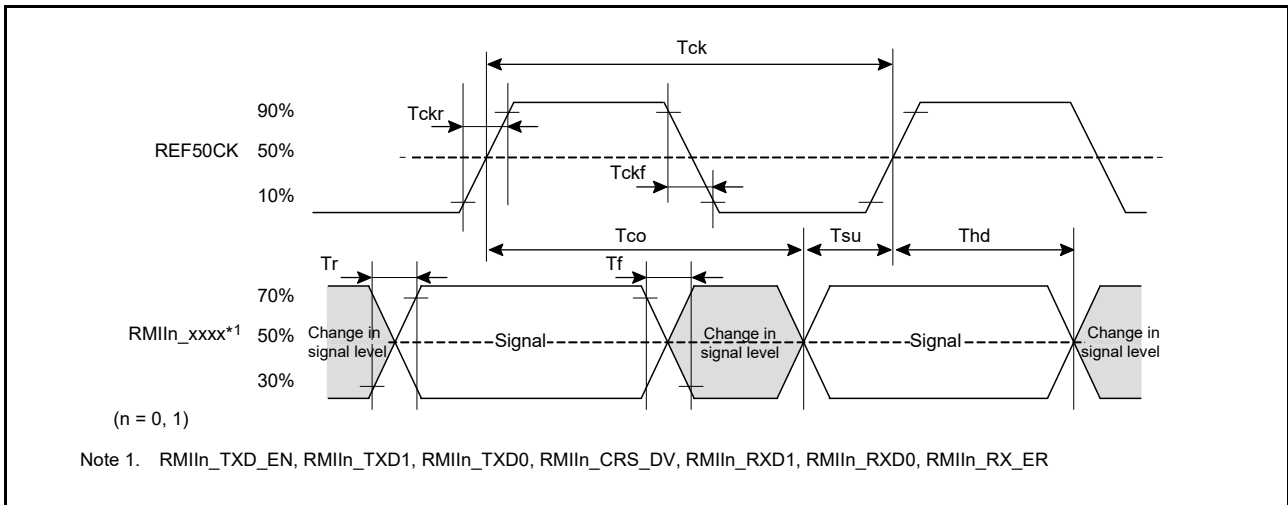 Tck
90%
Tckr
REF50CK
50%
Tckf
10%
Tco
Tsu
Thd
Tr
Tf
70%
RMIIn_xxxx*1
50%
Change in
signal level
Signal
Change in
signal level
Signal
Change in
signal level
30%
(n = 0, 1)
Note 1. RMIIn_TXD_EN, RMIIn_TXD1, RMIIn_TXD0, RMIIn_CRS_DV, RMIIn_RXD1, RMIIn_RXD0, RMIIn_RX_ER